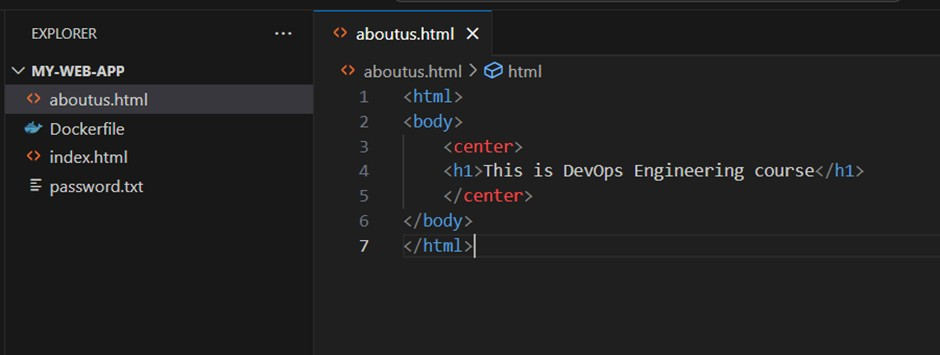 EXPLORER
MY-WEB-APP
aboutus.html
Dockerfile
index.html
password.txt
aboutus.html
aboutus.html > html
1 <html>
2 <body>
3 <center>
4 <h1>This is DevOps Engineering course</h1>
5 </center>
6 </body>
7 </html>